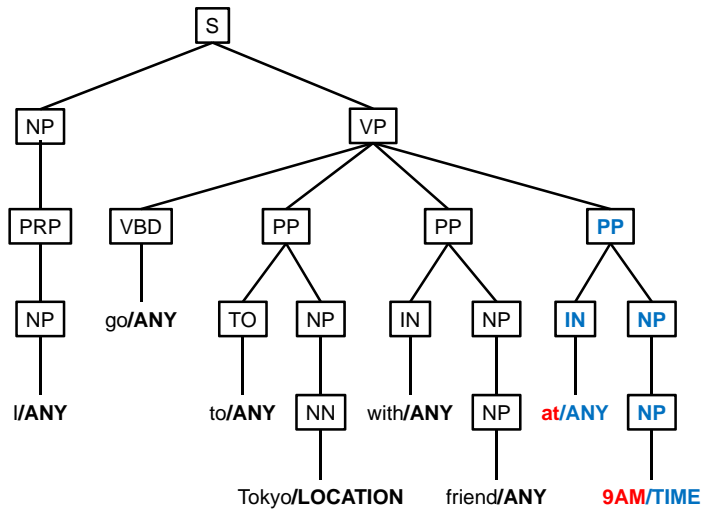 S
NP VP
PRP VBD PP PP PP
NP go/ANY TO NP IN NP IN NP
I/ANY to/ANY NN with/ANY NP at/ANY NP
Tokyo/LOCATION friend/ANY 9AM/TIME